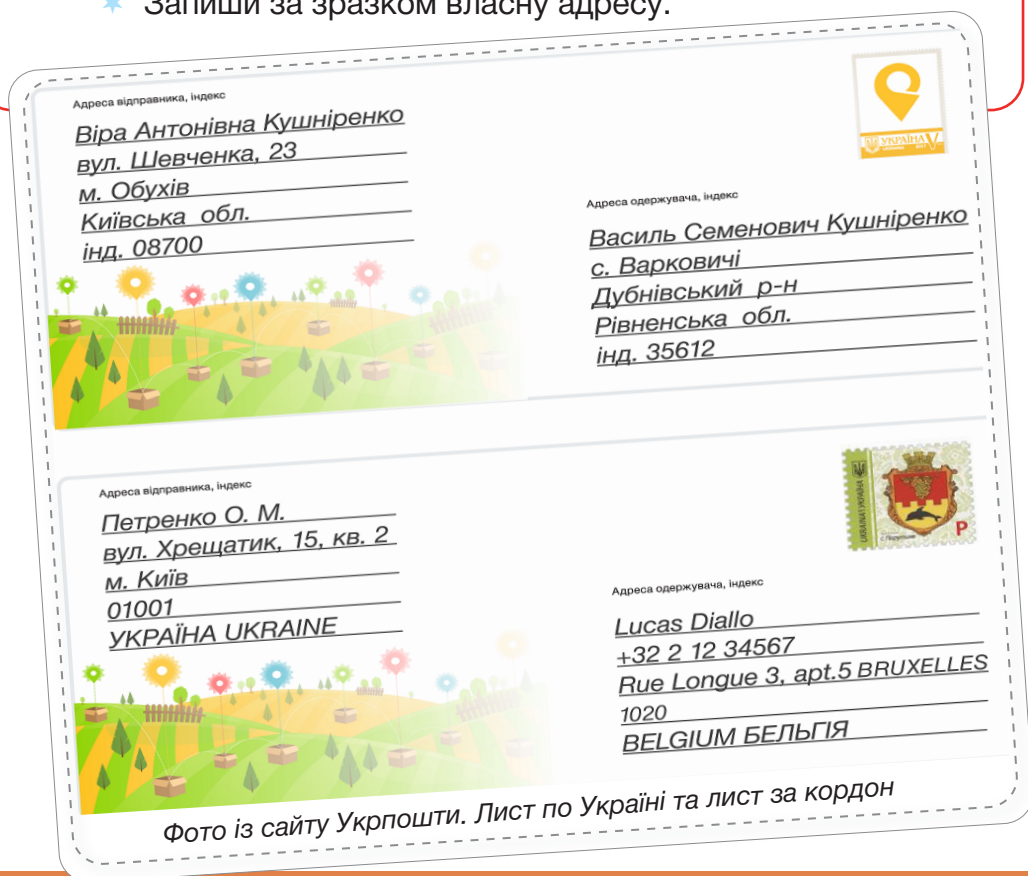 Запиши за зразком власну адресу.
Адреса відправника, індекс
Віра Антонівна Кушніренко
вул. Шевченка, 23
м. Обухів
Київська обл.
інд. 08700
УКРАЇНА V
Адреса одержувача, індекс
Василь Семенович Кушніренко
с. Варковичі
Дубнівський р-н
Рівненська обл.
інд. 35612
Адреса відправника, індекс
Петренко О. М.
вул. Хрещатик, 15, кв. 2
м. Київ
01001
УКРАЇНА UKRAINE
P
Адреса одержувача, індекс
Lucas Diallo
+32 2 12 34567
Rue Longue 3, apt.5 BRUXELLES
1020
BELGIUM БЕЛЬГІЯ
Фото із сайту Укрпошти. Лист по Україні та лист за кордон